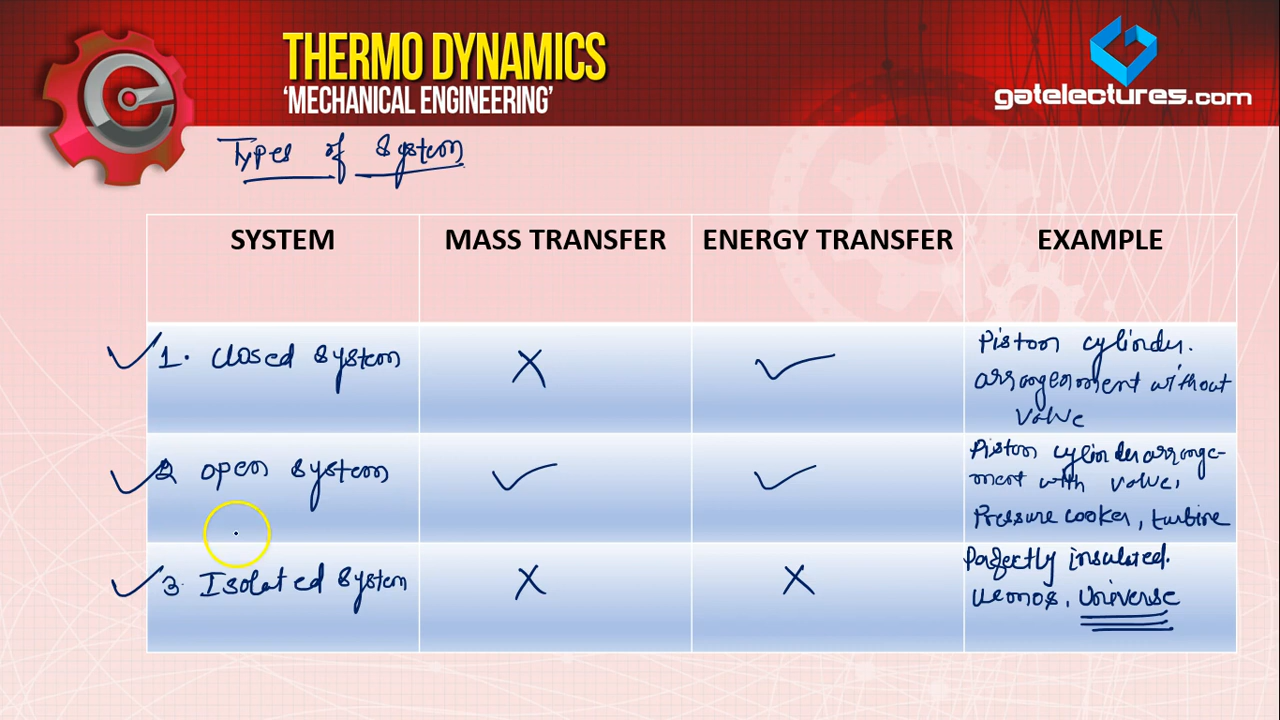 THERMO DYNAMICS
‘MECHANICAL ENGINEERING’
gatelectures.com
Types of System
SYSTEM MASS TRANSFER ENERGY TRANSFER EXAMPLE
1. Closed System X ✓ Piston cylinder.
arrangement without
valve
2 open system ✓ ✓ Piston cylinder arrange-
ment with valve,
Pressure cooker, turbine
3. Isolated System X X Perfectly insulated.
Universe